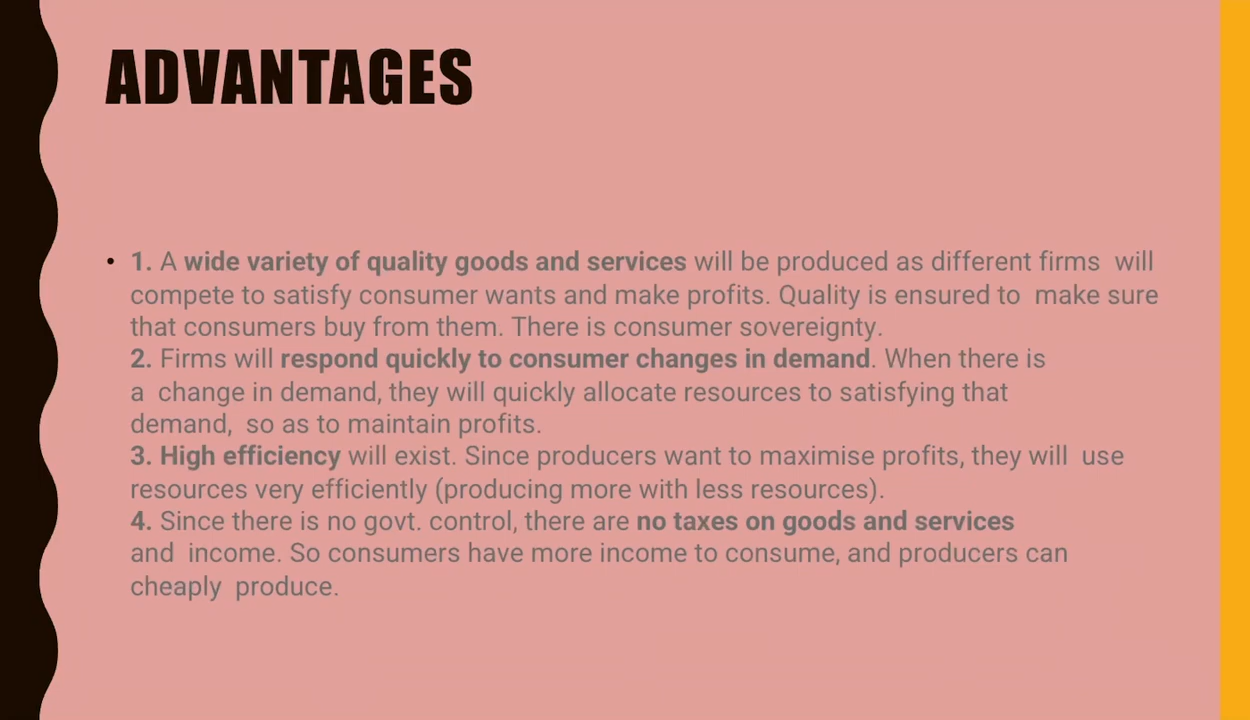 ADVANTAGES
• 1. A wide variety of quality goods and services will be produced as different firms will
compete to satisfy consumer wants and make profits. Quality is ensured to make sure
that consumers buy from them. There is consumer sovereignty.
2. Firms will respond quickly to consumer changes in demand. When there is
a change in demand, they will quickly allocate resources to satisfying that
demand, so as to maintain profits.
3. High efficiency will exist. Since producers want to maximise profits, they will use
resources very efficiently (producing more with less resources).
4. Since there is no govt. control, there are no taxes on goods and services
and income. So consumers have more income to consume, and producers can
cheaply produce.